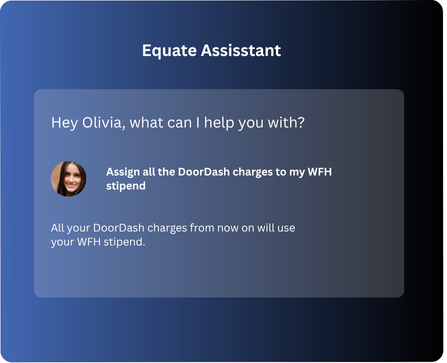 Equate Assisstant
Hey Olivia, what can I help you with?
Assign all the DoorDash charges to my WFH
stipend
All your DoorDash charges from now on will use
your WFH stipend.